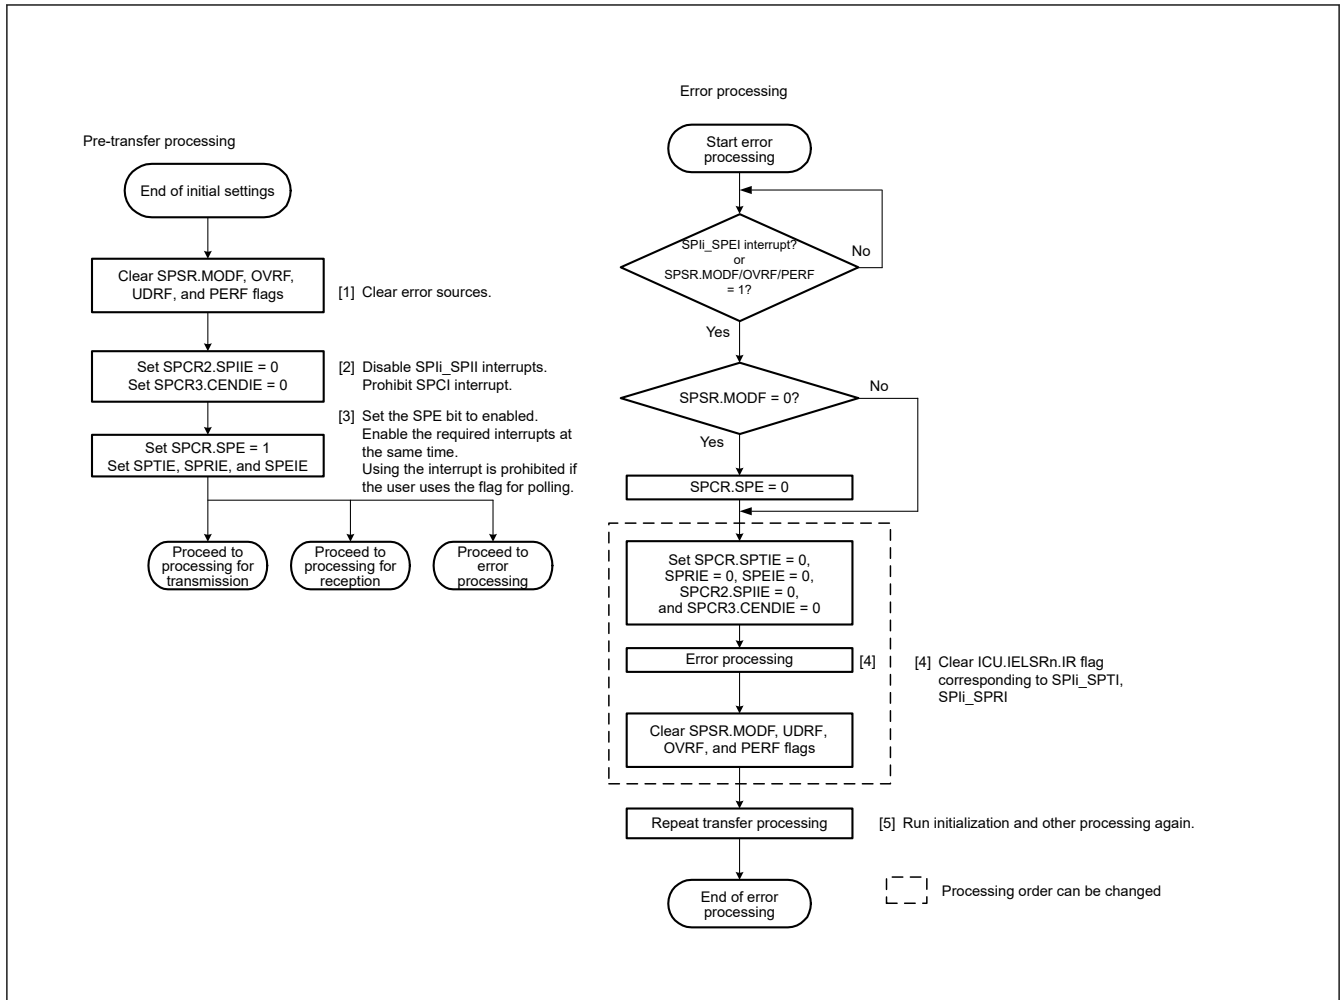 Pre-transfer processing
End of initial settings
Clear SPSR.MODF, OVRF,
UDRF, and PERF flags
[1] Clear error sources.
Set SPCR2.SPIIE = 0
Set SPCR3.CENDIE = 0
[2] Disable SPIi_SPII interrupts.
Prohibit SPCI interrupt.
Set SPCR.SPE = 1
Set SPTIE, SPRIE, and SPEIE
[3] Set the SPE bit to enabled.
Enable the required interrupts at
the same time.
Using the interrupt is prohibited if
the user uses the flag for polling.
Proceed to
processing for
transmission
Proceed to
processing for
reception
Proceed to
error
processing
Error processing
Start error
processing
SPIi_SPEI interrupt?
or
SPSR.MODF/OVRF/PERF
= 1?
No
Yes
SPSR.MODF = 0?
No
Yes
SPCR.SPE = 0
Set SPCR.SPTIE = 0,
SPRIE = 0, SPEIE = 0,
SPCR2.SPIIE = 0,
and SPCR3.CENDIE = 0
Error processing
[4]
[4] Clear ICU.IELSRn.IR flag
corresponding to SPIi_SPTI,
SPIi_SPRI
Clear SPSR.MODF, UDRF,
OVRF, and PERF flags
Repeat transfer processing
[5] Run initialization and other processing again.
End of error
processing
Processing order can be changed